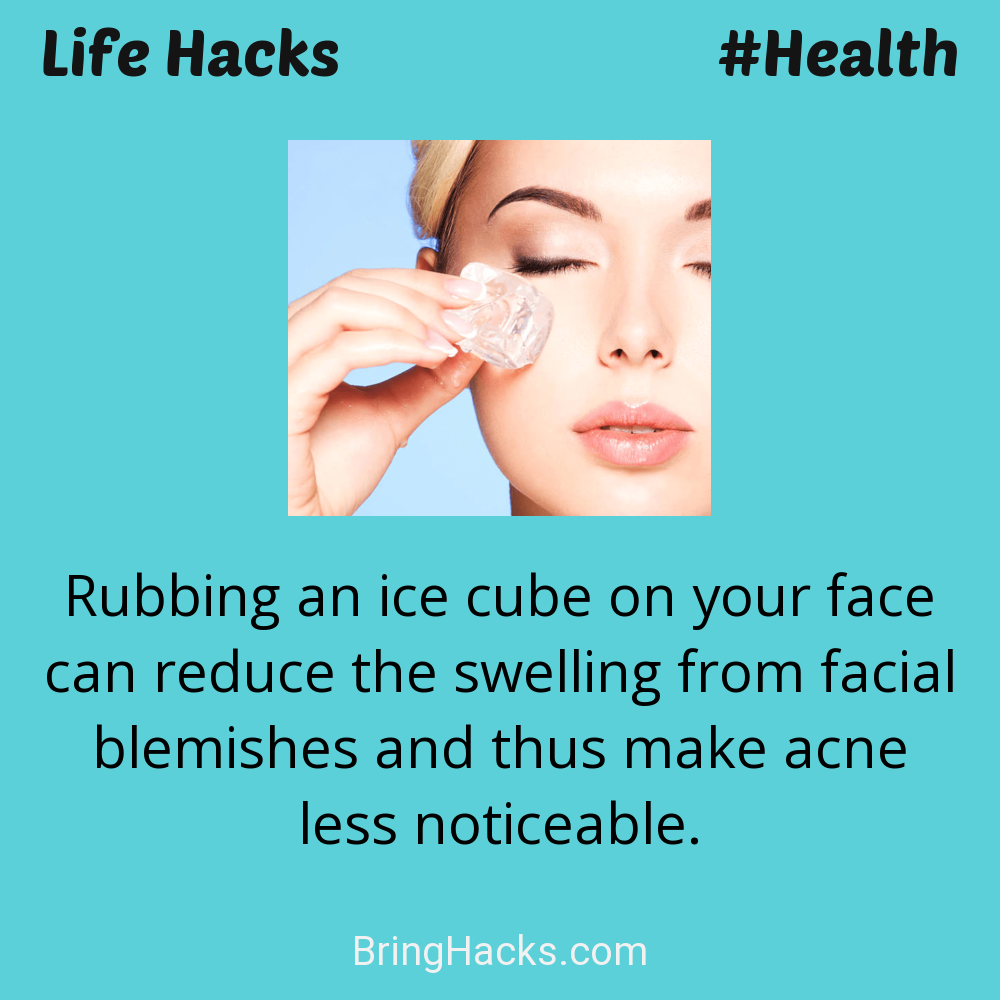 Life Hacks
#Health
Rubbing an ice cube on your face
can reduce the swelling from facial
blemishes and thus make acne
less noticeable.
BringHacks.com